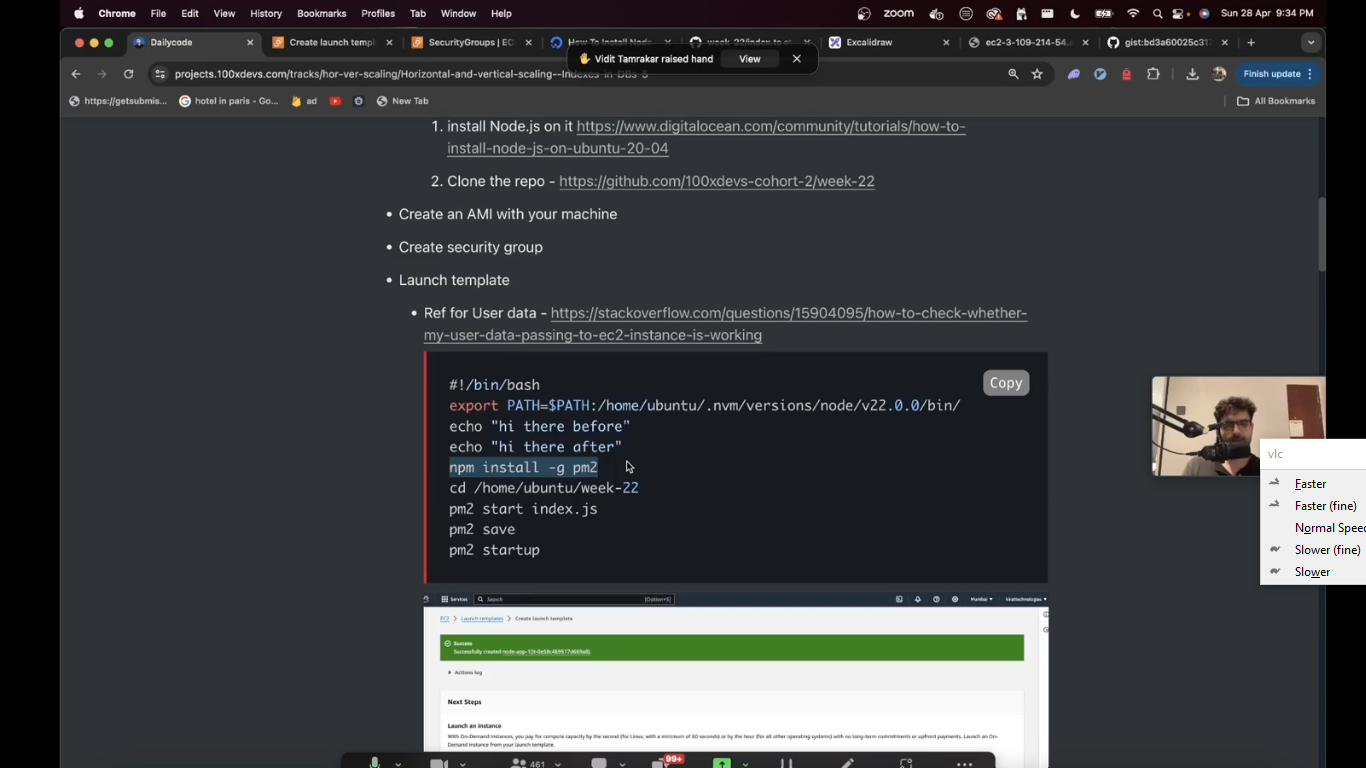 Chrome File Edit View History Bookmarks Profiles Tab Window Help zoom Sun 28 Apr 9:34 PM
Dailycode Create launch templ SecurityGroups | EC How To Install Node Excalidraw ec2-3-109-214-54. gist:bd3a60025c31
Vidit Tamrakar raised hand View
projects.100xdevs.com/tracks/hor-ver-scaling/Horizontal-and-vertical-scaling--Indexes-in-DBs-5 Finish update
https://getsubmis... hotel in paris - Go... ad New Tab All Bookmarks
1. install Node.js on it https://www.digitalocean.com/community/tutorials/how-to-
install-node-js-on-ubuntu-20-04
2. Clone the repo - https://github.com/100xdevs-cohort-2/week-22
• Create an AMI with your machine
• Create security group
• Launch template
• Ref for User data - https://stackoverflow.com/questions/15904095/how-to-check-whether-
my-user-data-passing-to-ec2-instance-is-working
Copy
#!/bin/bash
export PATH=$PATH:/home/ubuntu/.nvm/versions/node/v22.0.0/bin/
echo "hi there before"
echo "hi there after"
npm install -g pm2
cd /home/ubuntu/week-22
pm2 start index.js
pm2 save
pm2 startup
vlc
Faster
Faster (fine)
Normal Speed
Slower (fine)
Slower
Services Search [Option+S] Mumbai
EC2 > Launch templates > Create launch template
Success
Successfully created
Actions log
Next Steps
Launch an instance
With On-Demand Instances, you pay for compute capacity by the second (for Linux, with a minimum of 60 seconds) or by the hour (for all other operating systems) with no long-term commitments or upfront payments. Launch an On-
Demand Instance from your launch template.
461 99+